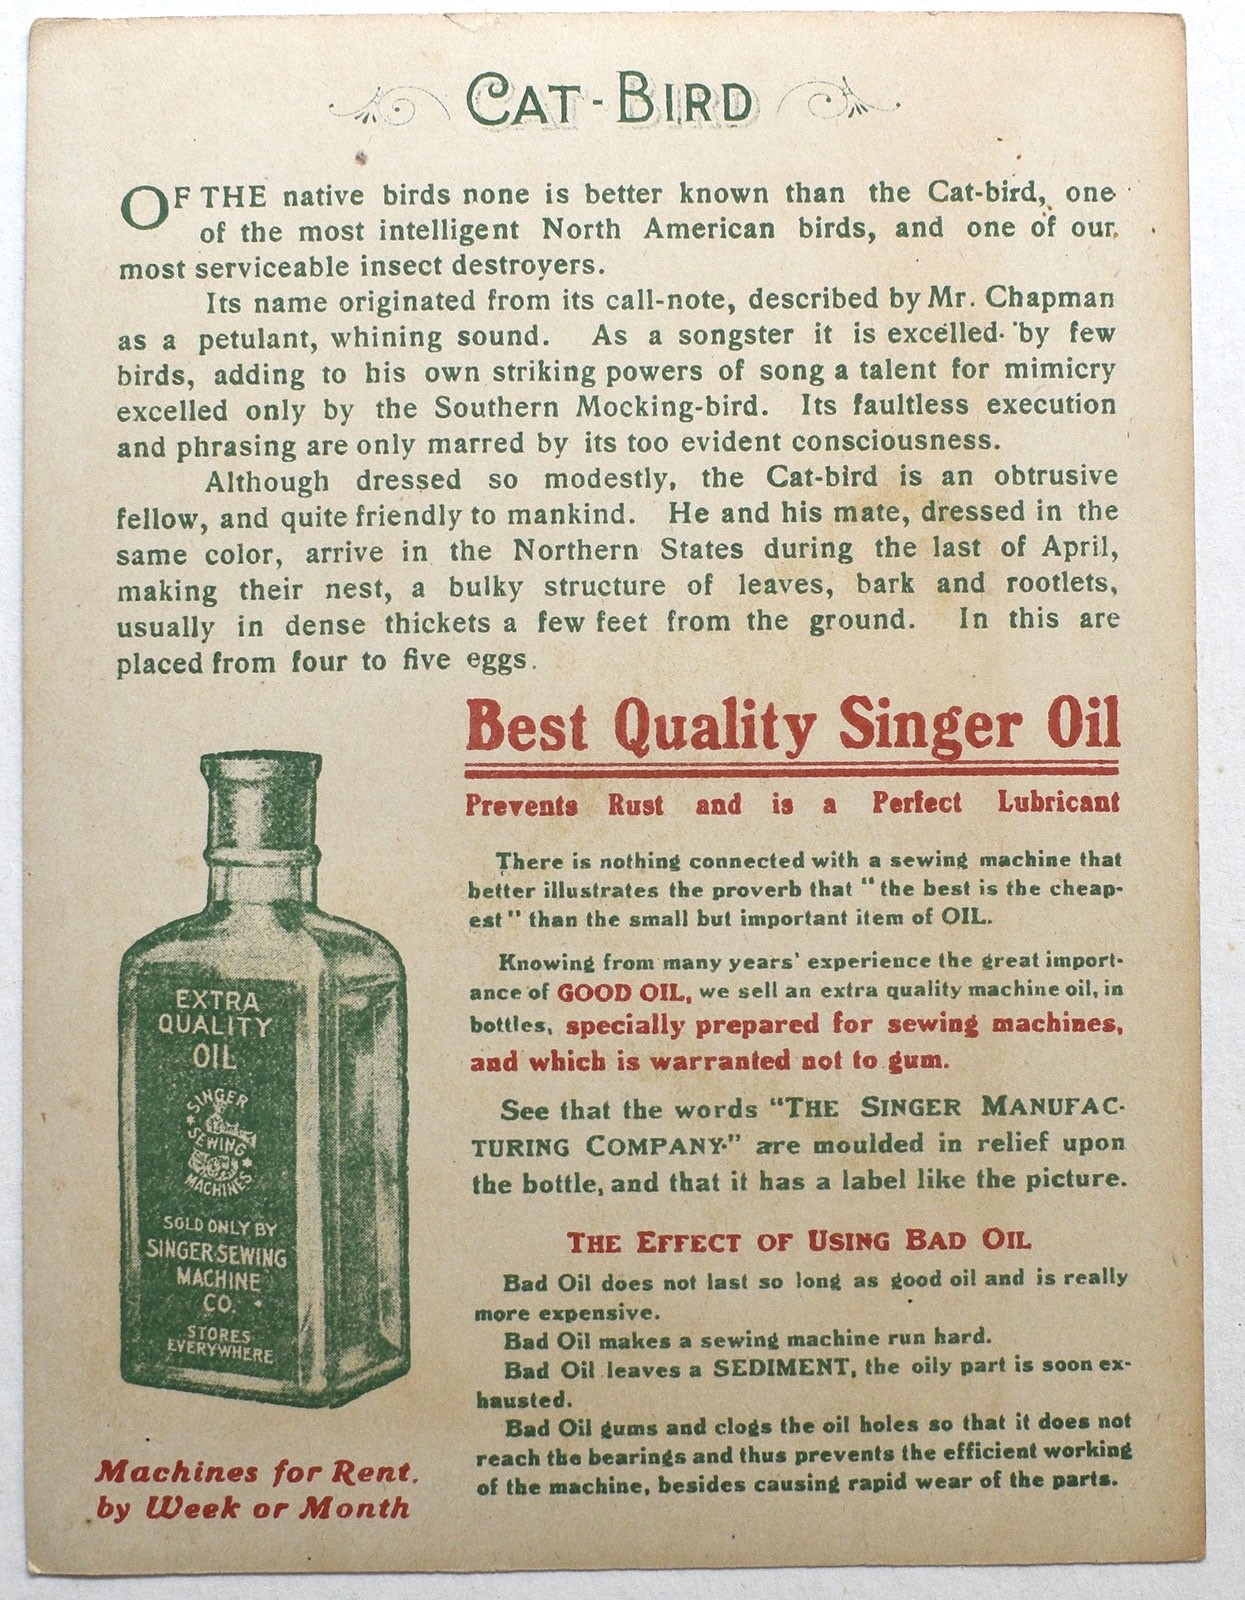 CAT-BIRD
OF THE native birds none is better known than the Cat-bird, one
of the most intelligent North American birds, and one of our
most serviceable insect destroyers.
Its name originated from its call-note, described by Mr. Chapman
as a petulant, whining sound. As a songster it is excelled by few
birds, adding to his own striking powers of song a talent for mimicry
excelled only by the Southern Mocking-bird. Its faultless execution
and phrasing are only marred by its too evident consciousness.
Although dressed so modestly, the Cat-bird is an obtrusive
fellow, and quite friendly to mankind. He and his mate, dressed in the
same color, arrive in the Northern States during the last of April,
making their nest, a bulky structure of leaves, bark and rootlets,
usually in dense thickets a few feet from the ground. In this are
placed from four to five eggs.
Best Quality Singer Oil
Prevents Rust and is a Perfect Lubricant
There is nothing connected with a sewing machine that
better illustrates the proverb that "the best is the cheap-
est" than the small but important item of OIL.
Knowing from many years' experience the great import-
ance of GOOD OIL, we sell an extra quality machine oil, in
bottles, specially prepared for sewing machines,
and which is warranted not to gum.
See that the words "THE SINGER MANUFAC-
TURING COMPANY" are moulded in relief upon
the bottle, and that it has a label like the picture.
THE EFFECT OF USING BAD OIL
Bad Oil does not last so long as good oil and is really
more expensive.
Bad Oil makes a sewing machine run hard.
Bad Oil leaves a SEDIMENT, the oily part is soon ex-
hausted.
Bad Oil gums and clogs the oil holes so that it does not
reach the bearings and thus prevents the efficient working
of the machine, besides causing rapid wear of the parts.
EXTRA
QUALITY
OIL
SINGER
SEWING
MACHINES
SOLD ONLY BY
SINGER SEWING
MACHINE
CO.
STORES
EVERYWHERE
Machines for Rent.
by Week or Month